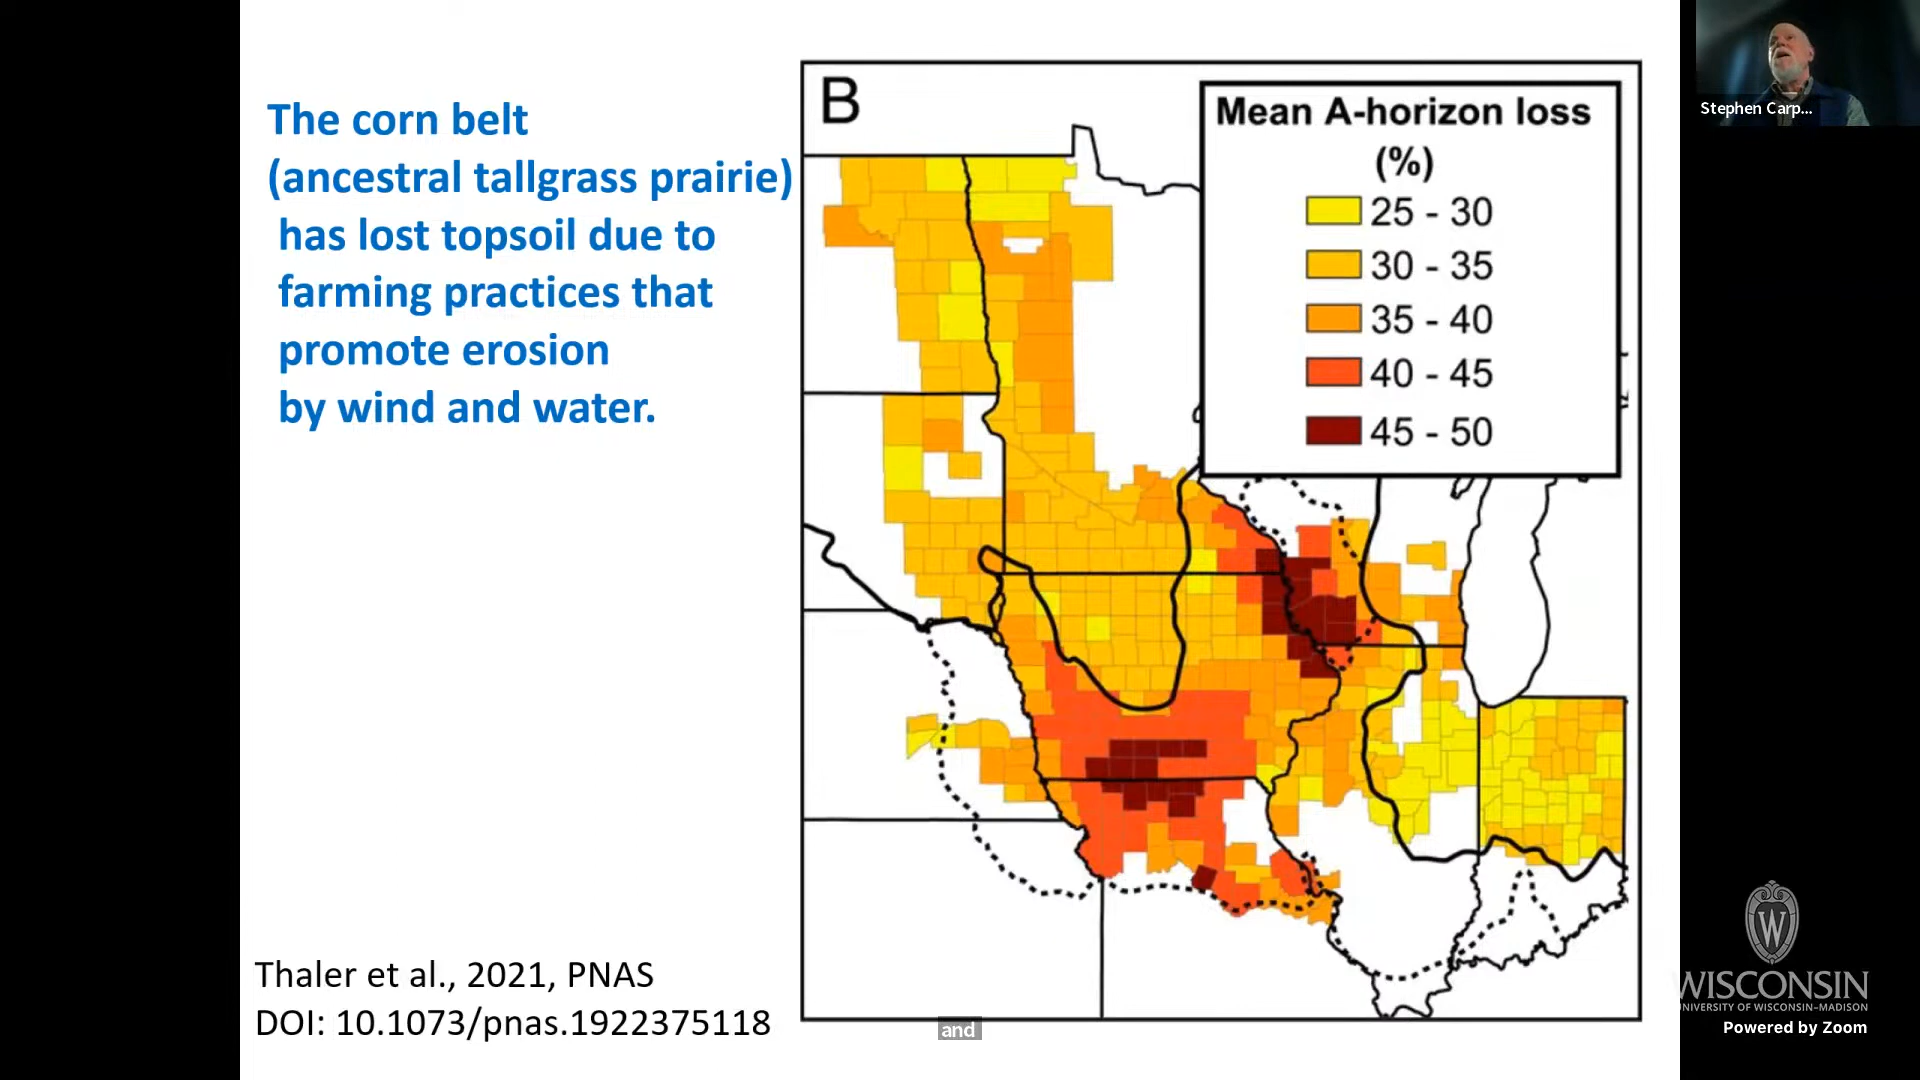 The corn belt
(ancestral tallgrass prairie)
has lost topsoil due to
farming practices that
promote erosion
by wind and water.
Thaler et al., 2021, PNAS
DOI: 10.1073/pnas.1922375118
B
Mean A-horizon loss
(%)
25 - 30
30 - 35
35 - 40
40 - 45
45 - 50
and
Stephen Carp...
W
WISCONSIN
UNIVERSITY OF WISCONSIN–MADISON
Powered by Zoom